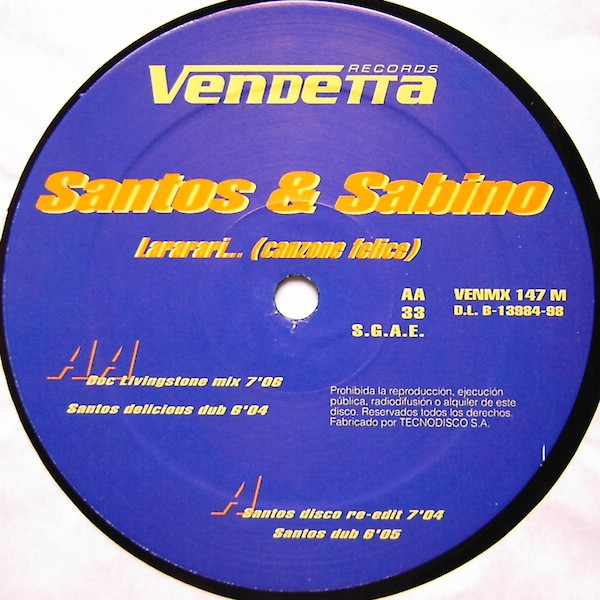 RECORDS
Vendetta
Santos & Sabino
Lararari... (canzone felice)
AA
33
S.G.A.E.
VENMX 147 M
D.L. B-13984-98
AA
Doc Livingstone mix 7'06
Santos delicious dub 6'04
Prohibida la reproducción, ejecución
pública, radiodifusión o alquiler de este
disco. Reservados todos los derechos.
Fabricado por TECNODISCO S.A.
A
Santos disco re-edit 7'04
Santos dub 6'05